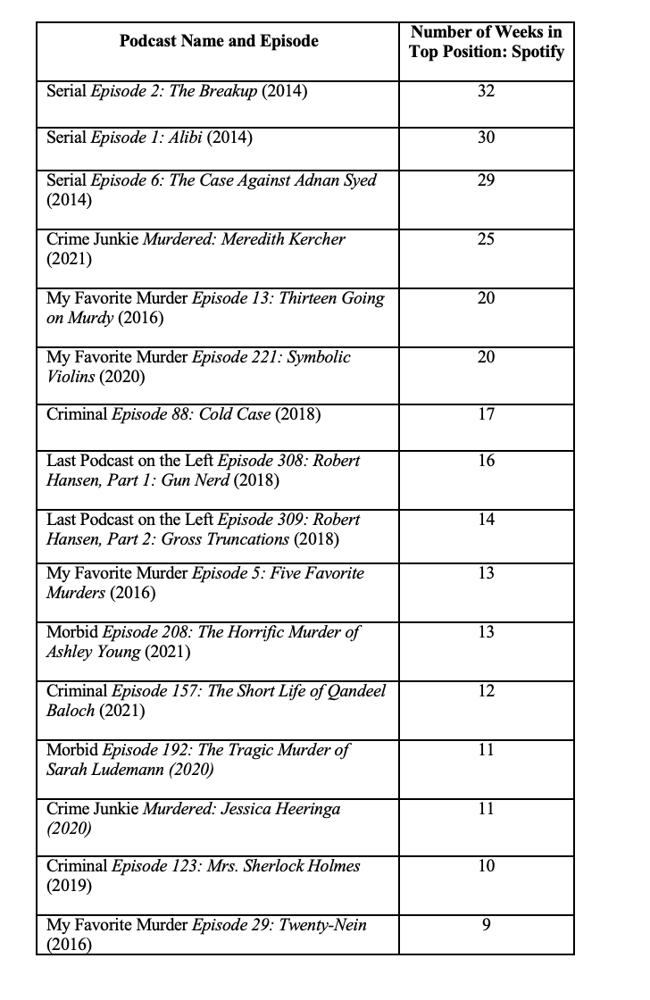 Podcast Name and Episode
Number of Weeks in
Top Position: Spotify
Serial Episode 2: The Breakup (2014)
32
Serial Episode 1: Alibi (2014)
30
Serial Episode 6: The Case Against Adnan Syed
(2014)
29
Crime Junkie Murdered: Meredith Kercher
(2021)
25
My Favorite Murder Episode 13: Thirteen Going
on Murdy (2016)
20
My Favorite Murder Episode 221: Symbolic
Violins (2020)
20
Criminal Episode 88: Cold Case (2018)
17
Last Podcast on the Left Episode 308: Robert
Hansen, Part 1: Gun Nerd (2018)
16
Last Podcast on the Left Episode 309: Robert
Hansen, Part 2: Gross Truncations (2018)
14
My Favorite Murder Episode 5: Five Favorite
Murders (2016)
13
Morbid Episode 208: The Horrific Murder of
Ashley Young (2021)
13
Criminal Episode 157: The Short Life of Qandeel
Baloch (2021)
12
Morbid Episode 192: The Tragic Murder of
Sarah Ludemann (2020)
11
Crime Junkie Murdered: Jessica Heeringa
(2020)
11
Criminal Episode 123: Mrs. Sherlock Holmes
(2019)
10
My Favorite Murder Episode 29: Twenty-Nein
(2016)
9